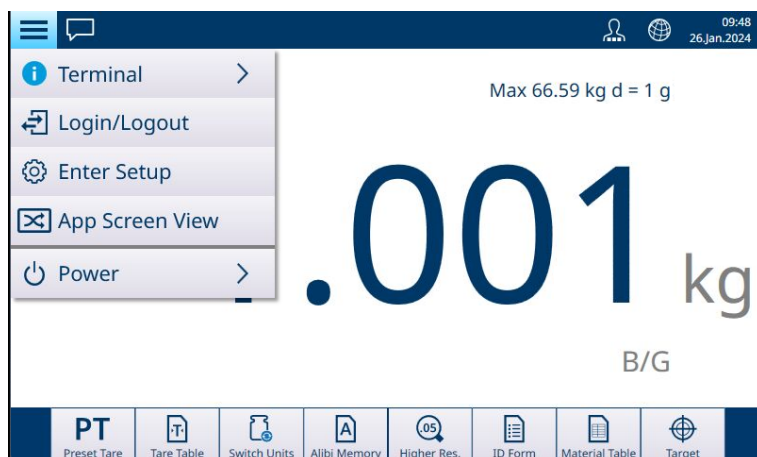 09:48
26.Jan.2024
Terminal
Login/Logout
Enter Setup
App Screen View
Power
Max 66.59 kg d = 1 g
.001 kg
B/G
PT
Preset Tare
T
Tare Table
Switch Units
A
Alibi Memory
.05
Higher Res.
ID Form
Material Table
Target